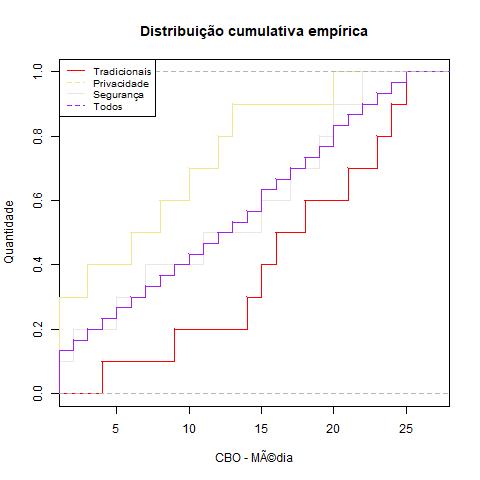 Distribuição cumulativa empírica
Tradicionais
Privacidade
Segurança
Todos
Quantidade
1.0
0.8
0.6
0.4
0.2
0.0
5 10 15 20 25
CBO - MÃ©dia